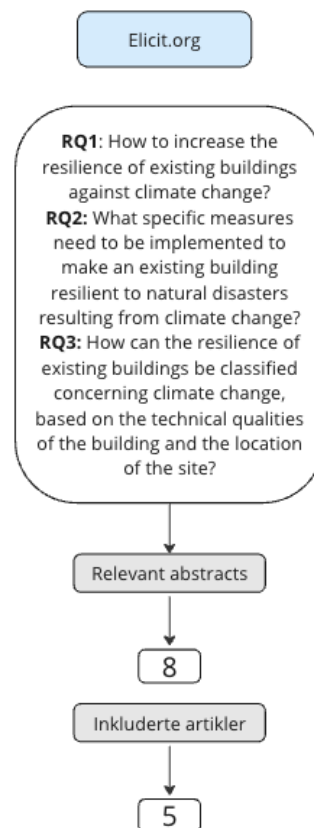 Elicit.org
RQ1: How to increase the
resilience of existing buildings
against climate change?
RQ2: What specific measures
need to be implemented to
make an existing building
resilient to natural disasters
resulting from climate change?
RQ3: How can the resilience of
existing buildings be classified
concerning climate change,
based on the technical qualities
of the building and the location
of the site?
Relevant abstracts
8
Inkluderte artikler
5